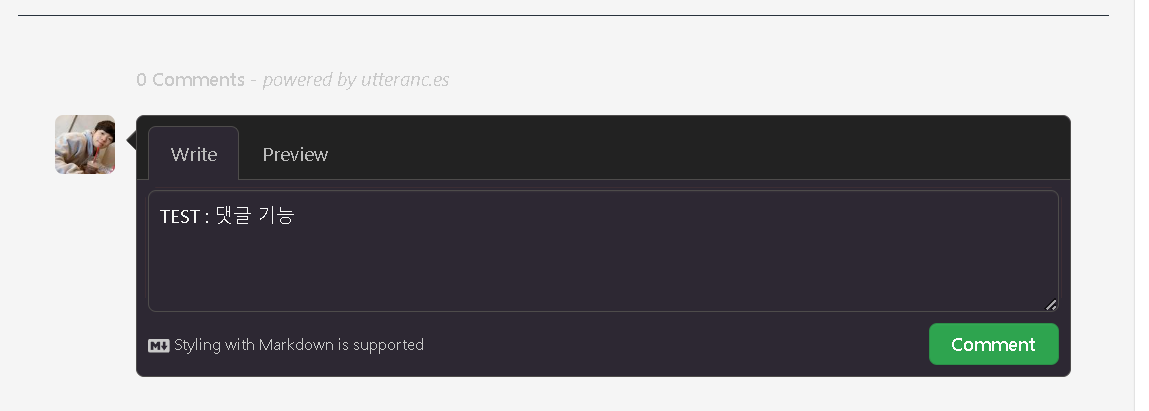 0 Comments - powered by utteranc.es
Write Preview
TEST : 댓글 기능
M↓ Styling with Markdown is supported
Comment